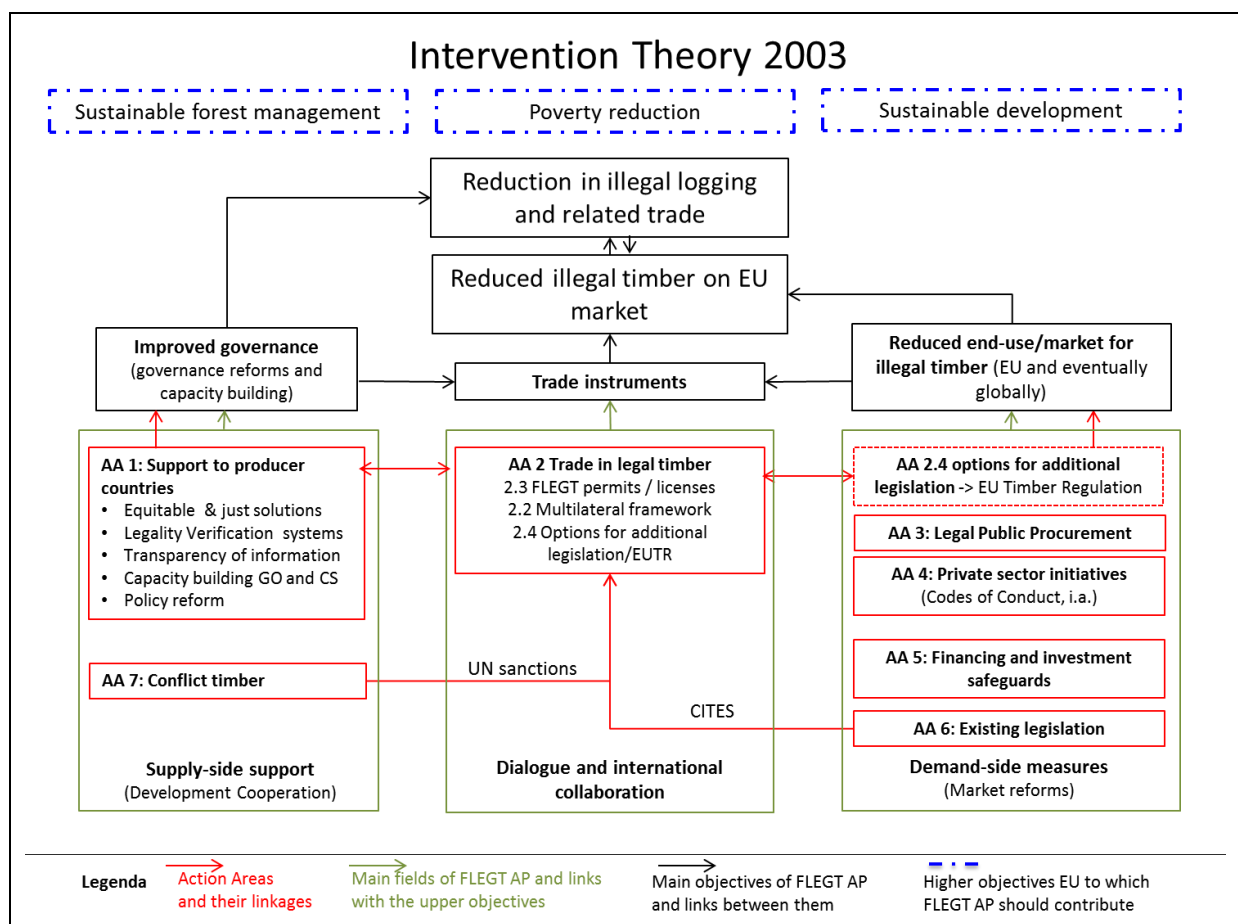 Intervention Theory 2003
Sustainable forest management
Poverty reduction
Sustainable development
Reduction in illegal logging
and related trade
Reduced illegal timber on EU
market
Improved governance
(governance reforms and
capacity building)
Trade instruments
Reduced end-use/market for
illegal timber (EU and eventually
globally)
AA 1: Support to producer
countries
• Equitable & just solutions
• Legality Verification systems
• Transparency of information
• Capacity building GO and CS
• Policy reform
AA 7: Conflict timber
Supply-side support
(Development Cooperation)
AA 2 Trade in legal timber
2.3 FLEGT permits / licenses
2.2 Multilateral framework
2.4 Options for additional
legislation/EUTR
UN sanctions
CITES
Dialogue and international
collaboration
AA 2.4 options for additional
legislation -> EU Timber Regulation
AA 3: Legal Public Procurement
AA 4: Private sector initiatives
(Codes of Conduct, i.a.)
AA 5: Financing and investment
safeguards
AA 6: Existing legislation
Demand-side measures
(Market reforms)
Legenda
Action Areas
and their linkages
Main fields of FLEGT AP and links
with the upper objectives
Main objectives of FLEGT AP
and links between them
Higher objectives EU to which
FLEGT AP should contribute